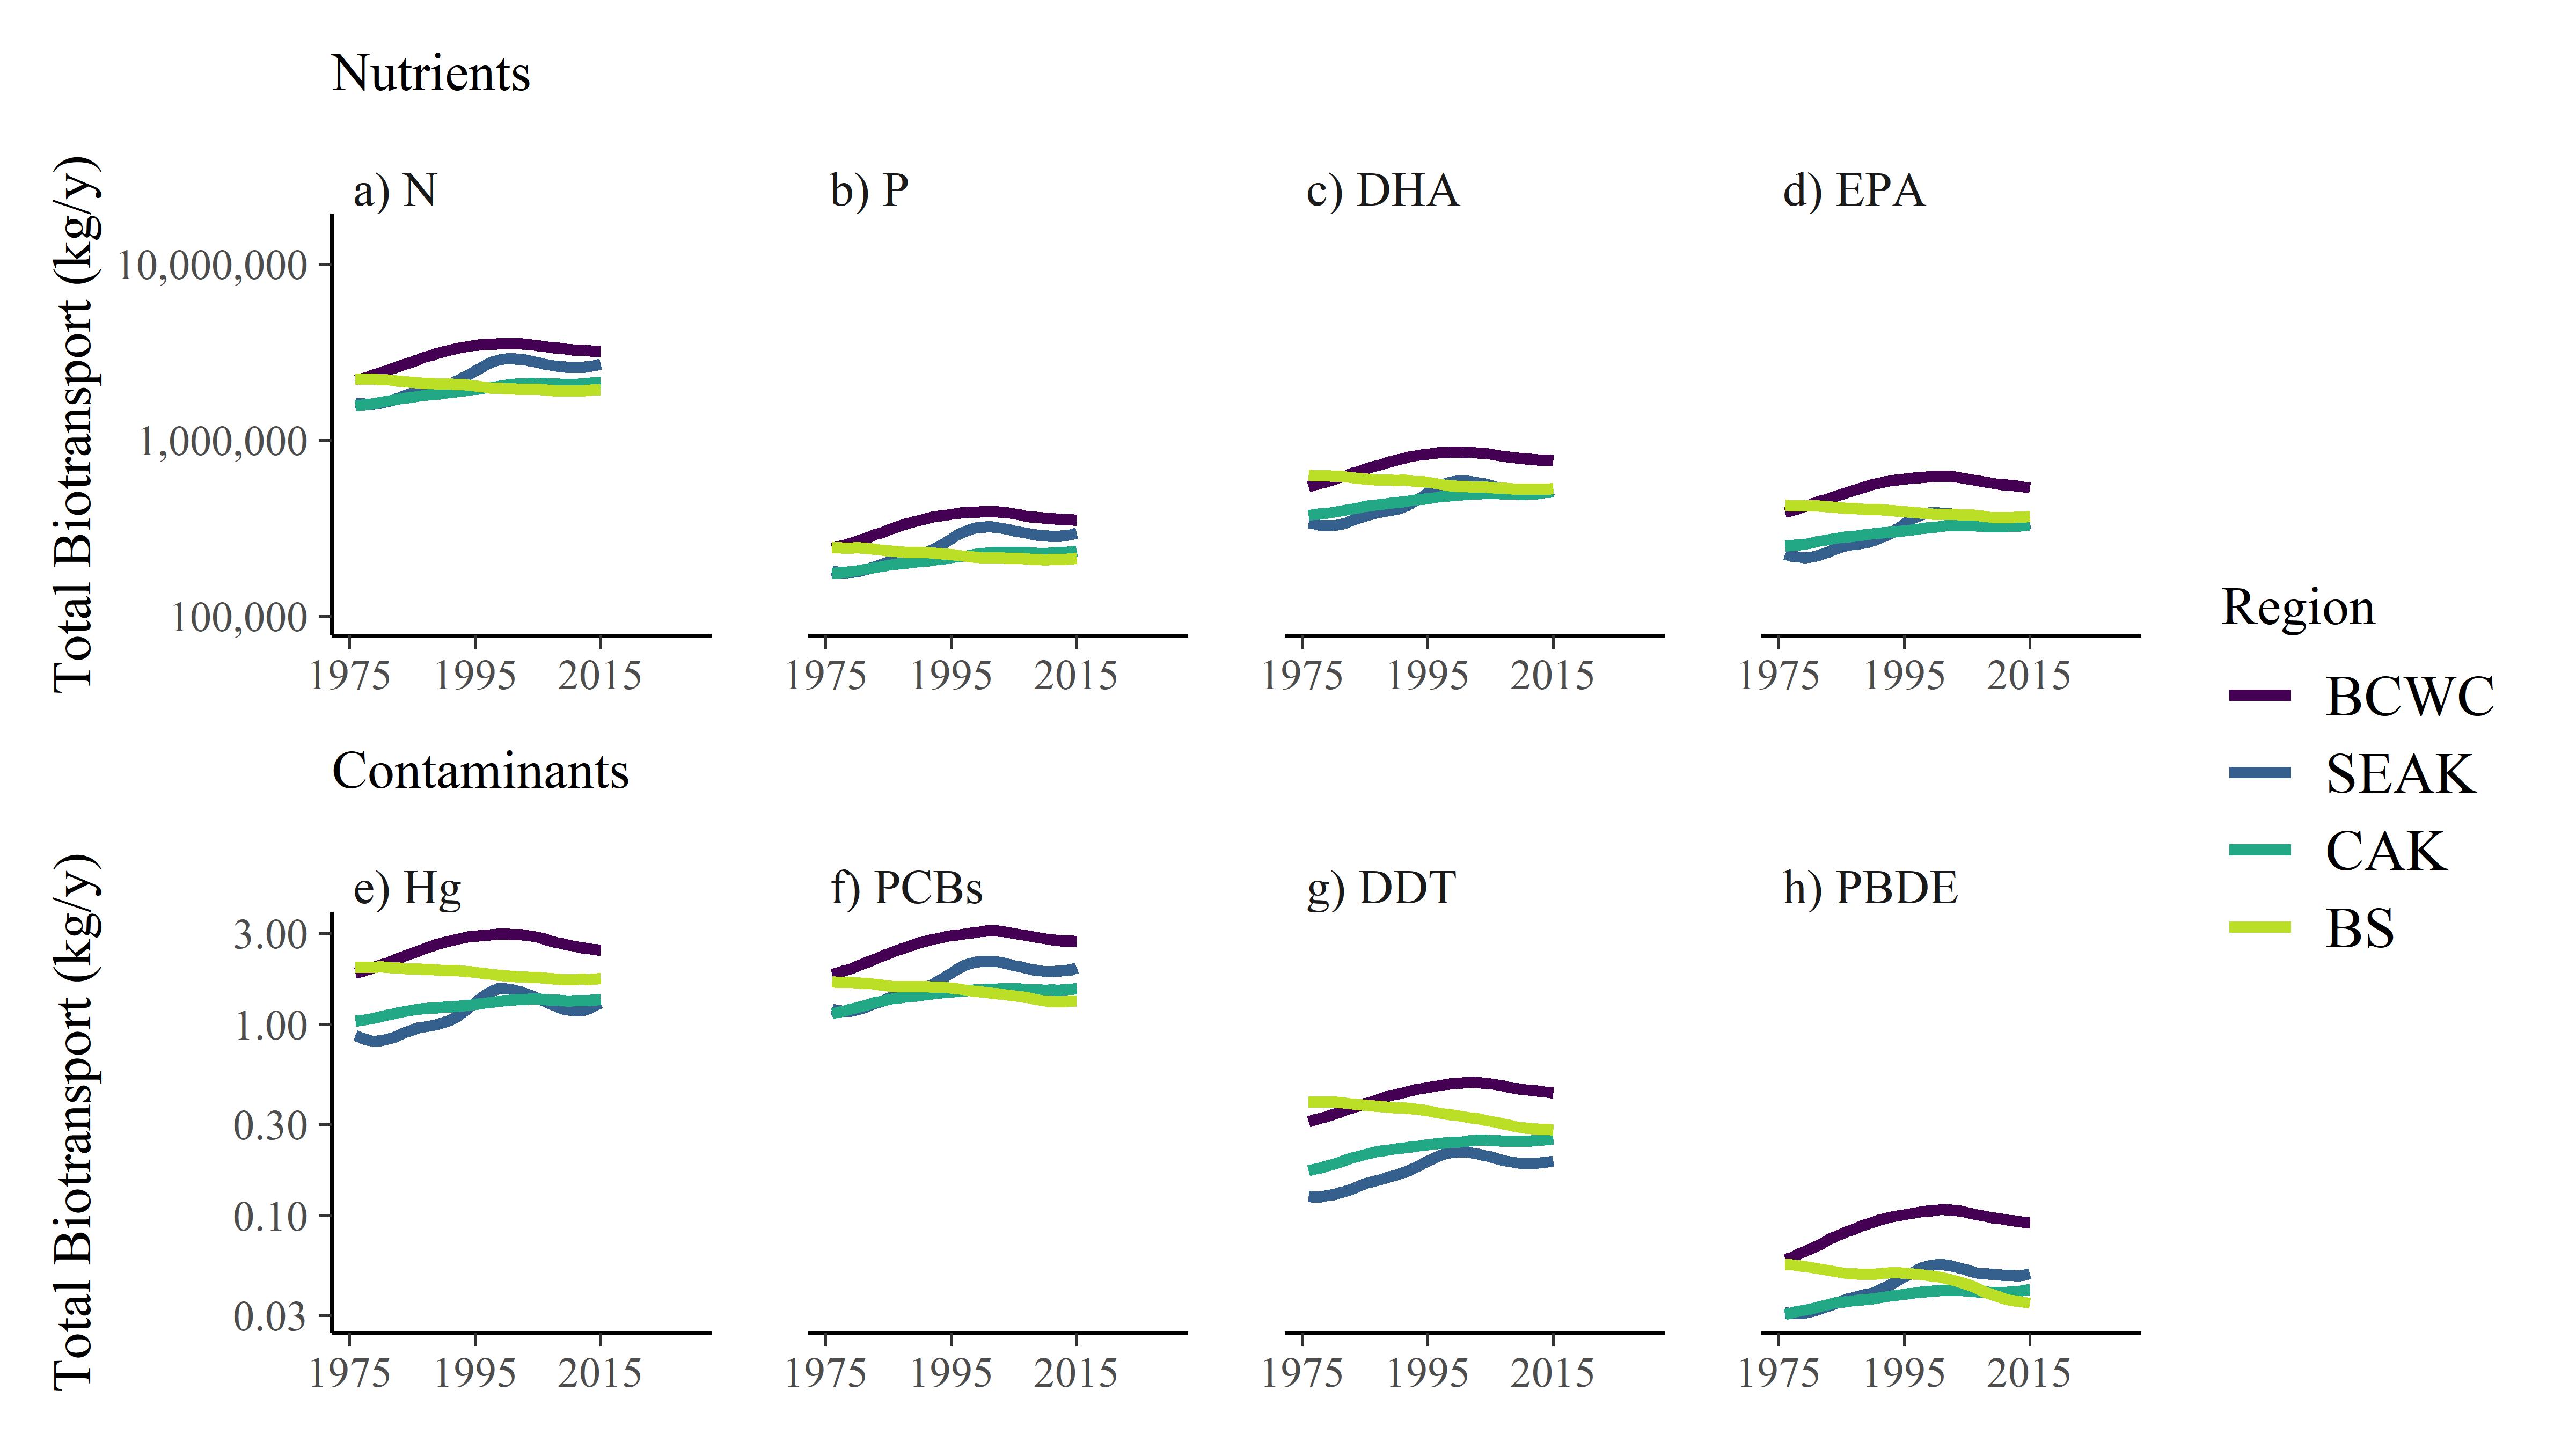 Nutrients
Total Biotransport (kg/y)
a) N
b) P
c) DHA
d) EPA
10,000,000
1,000,000
100,000
1975 1995 2015
1975 1995 2015
1975 1995 2015
1975 1995 2015
Contaminants
Total Biotransport (kg/y)
e) Hg
f) PCBs
g) DDT
h) PBDE
3.00
1.00
0.30
0.10
0.03
1975 1995 2015
1975 1995 2015
1975 1995 2015
1975 1995 2015
Region
BCWC
SEAK
CAK
BS